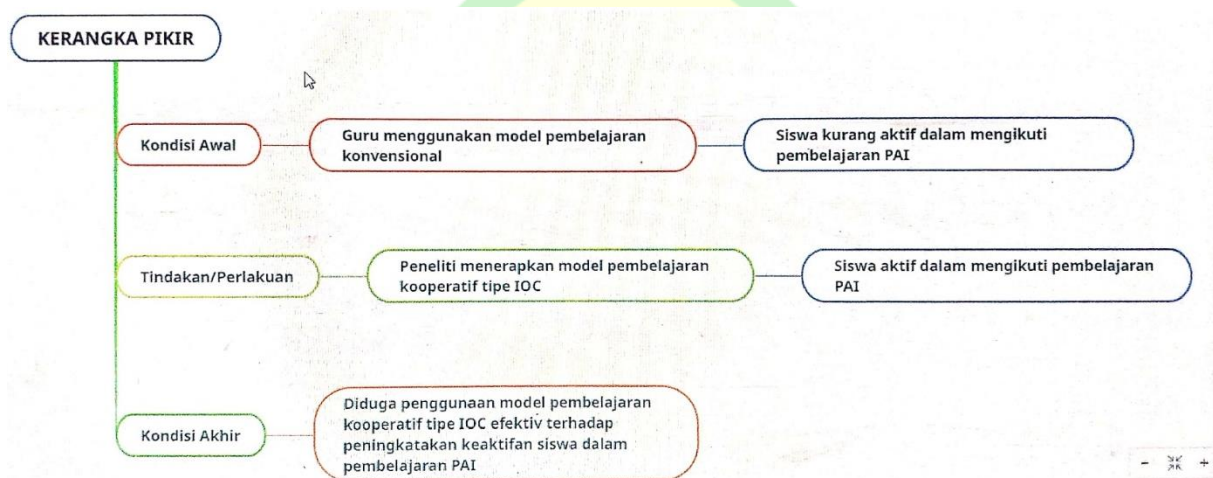 KERANGKA PIKIR
Kondisi Awal
Guru menggunakan model pembelajaran
konvensional
Siswa kurang aktif dalam mengikuti
pembelajaran PAI
Tindakan/Perlakuan
Peneliti menerapkan model pembelajaran
kooperatif tipe IOC
Siswa aktif dalam mengikuti pembelajaran
PAI
Kondisi Akhir
Diduga penggunaan model pembelajaran
kooperatif tipe IOC efektiv terhadap
peningkatakan keaktifan siswa dalam
pembelajaran PAI